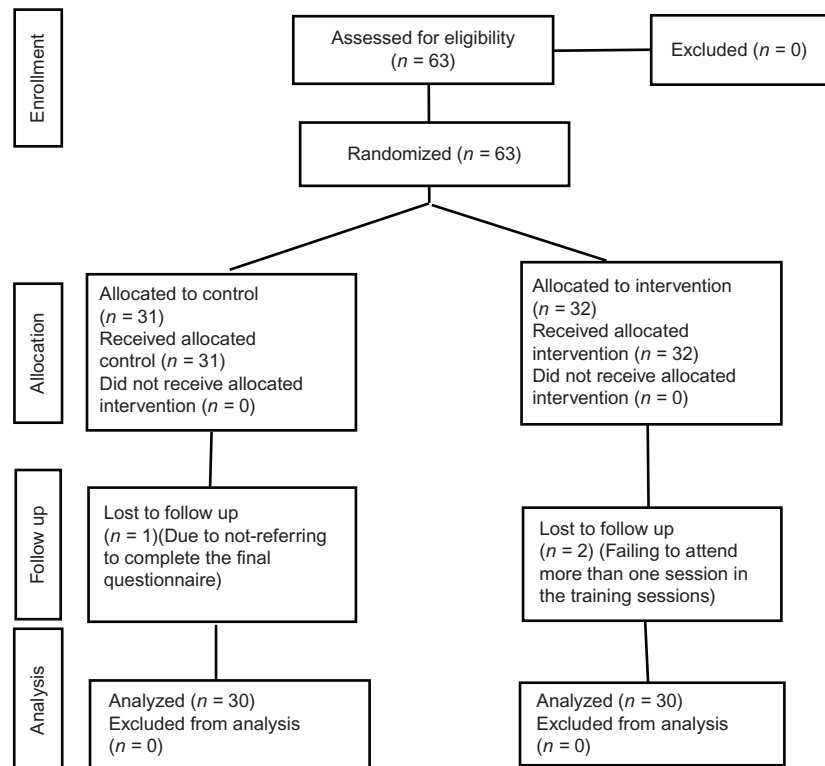 Enrollment
Assessed for eligibility
(n = 63)
Excluded (n = 0)
Randomized (n = 63)
Allocation
Allocated to control
(n = 31)
Received allocated
control (n = 31)
Did not receive allocated
intervention (n = 0)
Allocated to intervention
(n = 32)
Received allocated
intervention (n = 32)
Did not receive allocated
intervention (n = 0)
Follow up
Lost to follow up
(n = 1)(Due to not-referring
to complete the final
questionnaire)
Lost to follow up
(n = 2) (Failing to attend
more than one session in
the training sessions)
Analysis
Analyzed (n = 30)
Excluded from analysis
(n = 0)
Analyzed (n = 30)
Excluded from analysis
(n = 0)